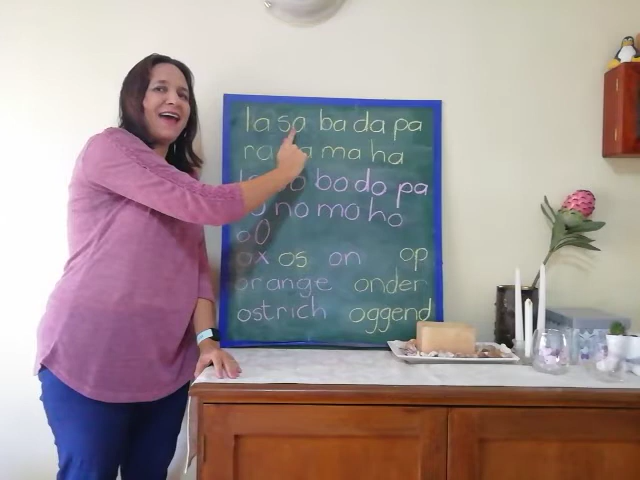 la sa ba da pa
ra ma ha
bo do pa
no mo ho
o O
ox os on op
orange onder
ostrich oggend